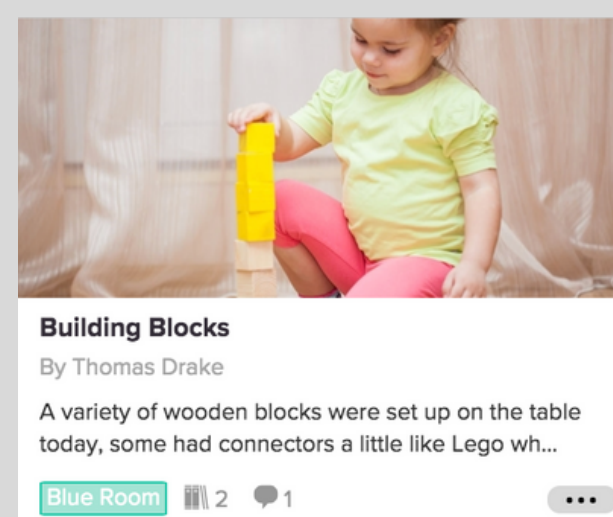 Building Blocks
By Thomas Drake
A variety of wooden blocks were set up on the table
today, some had connectors a little like Lego wh...
Blue Room 2 1